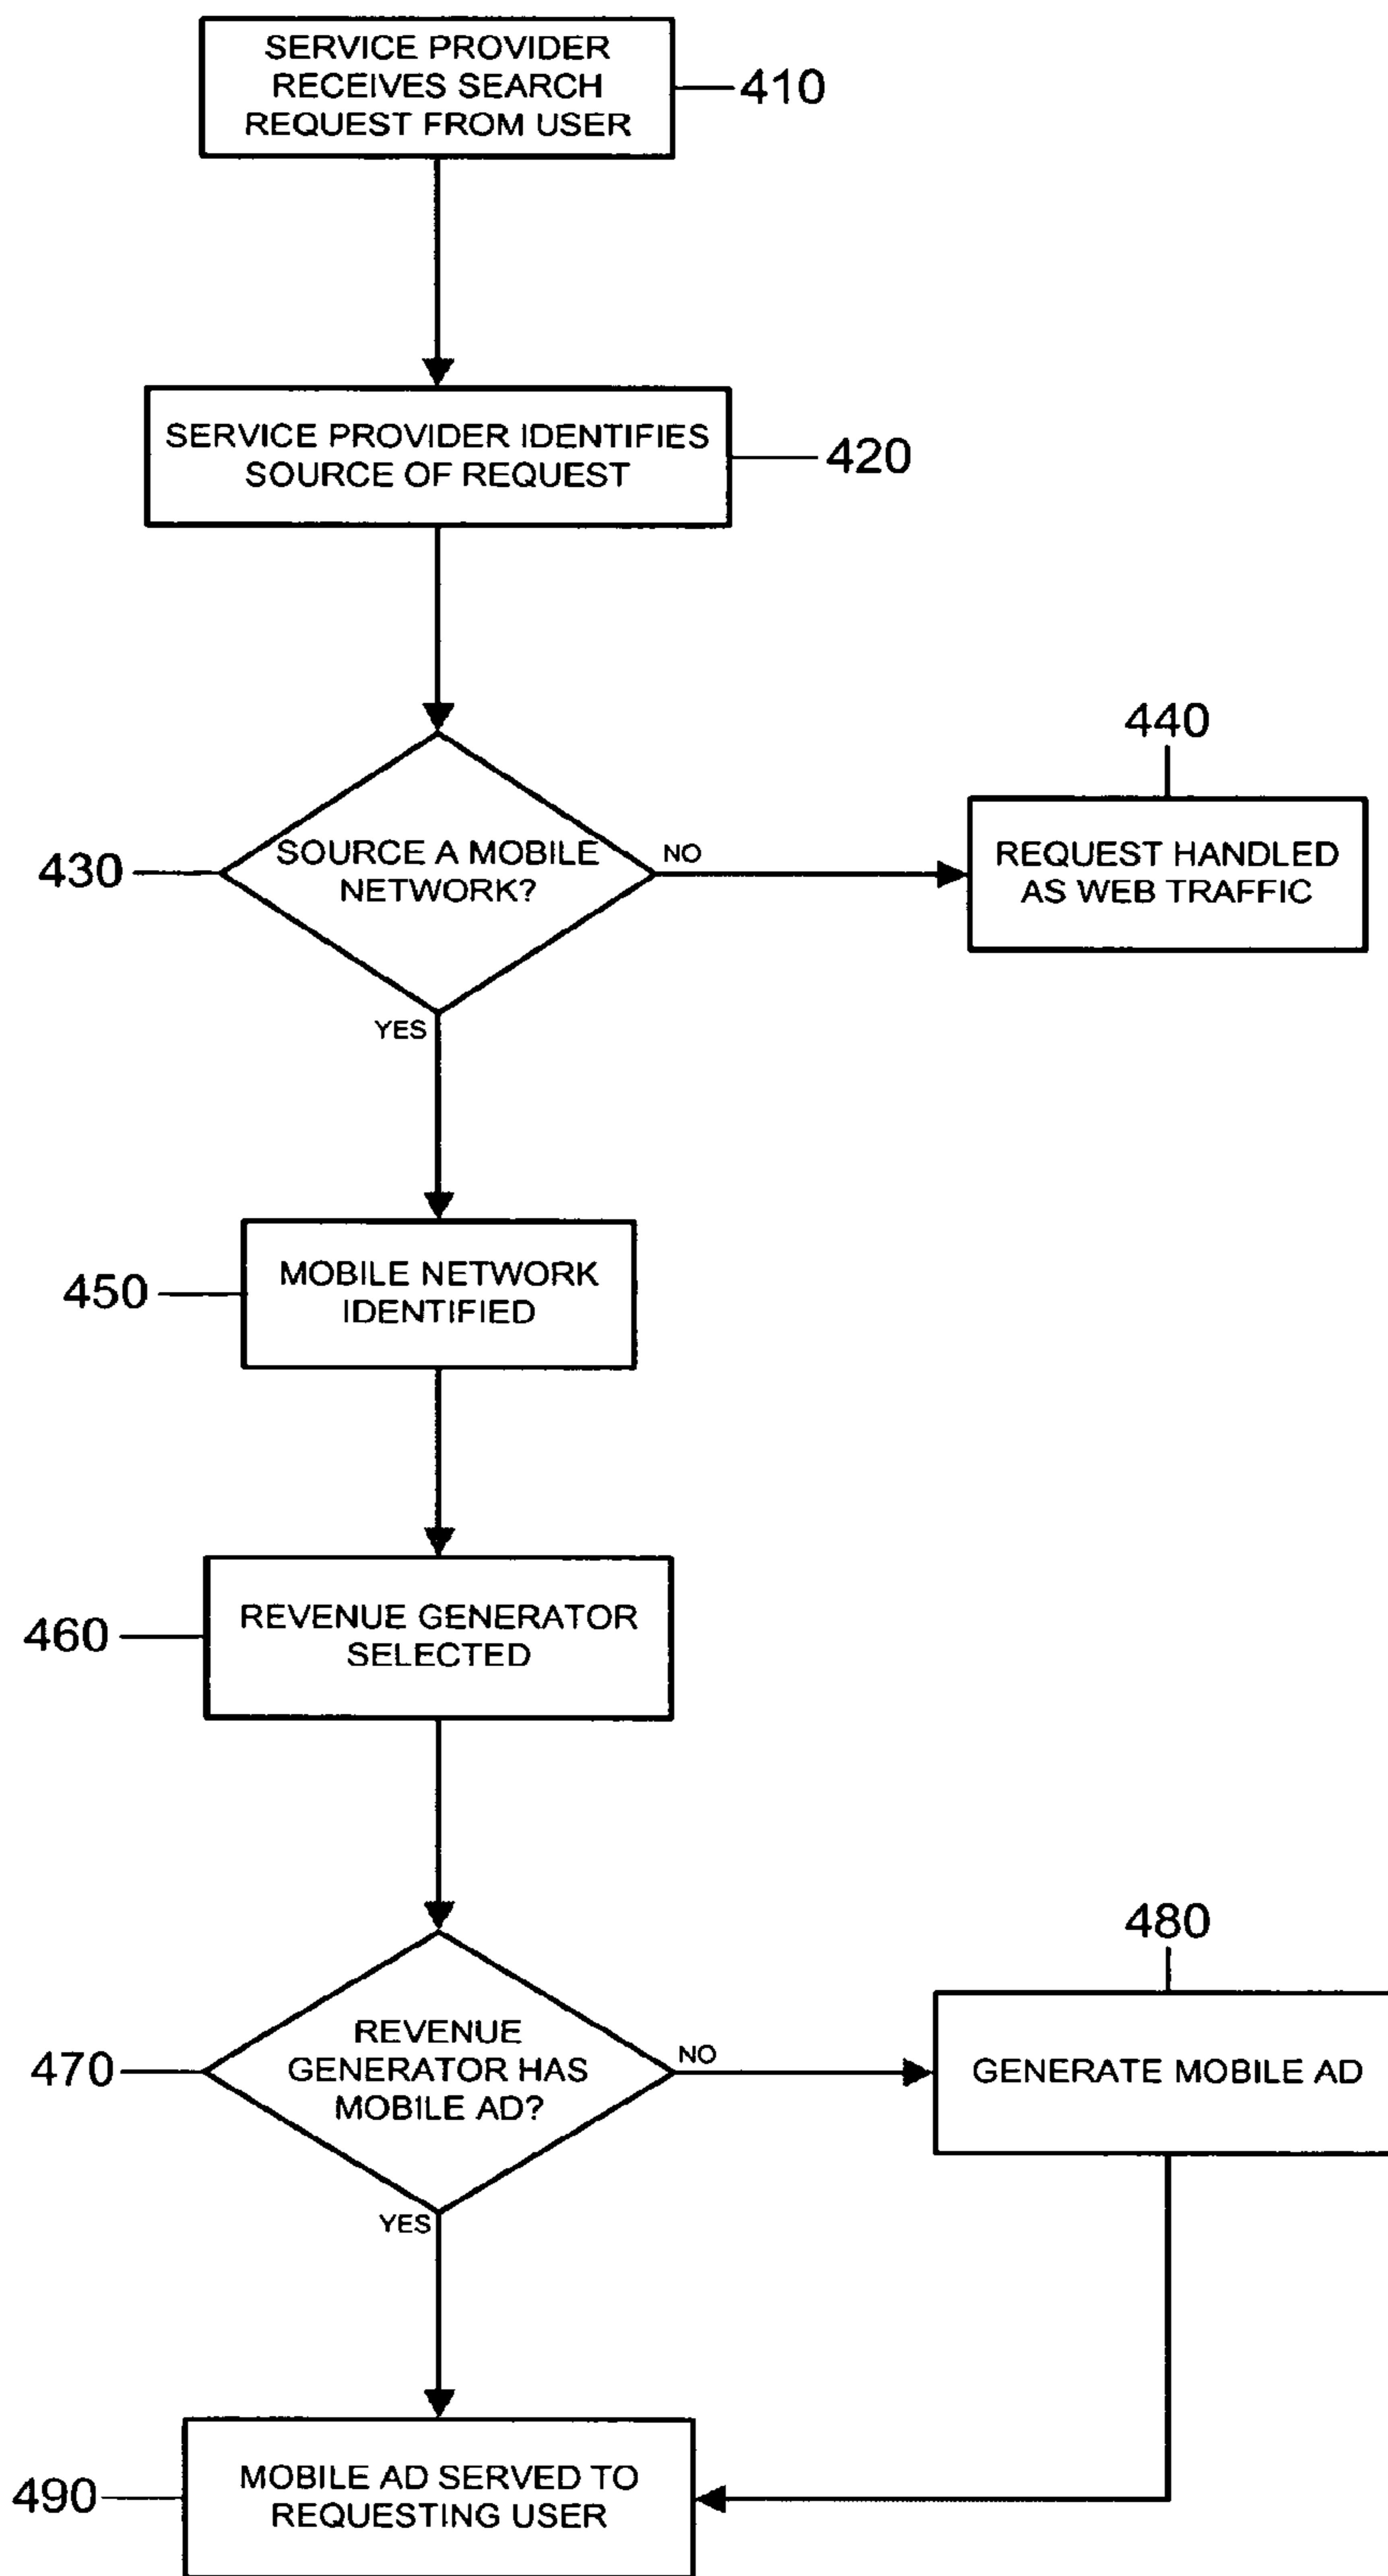 SERVICE PROVIDER
RECEIVES SEARCH
REQUEST FROM USER
410
SERVICE PROVIDER IDENTIFIES
SOURCE OF REQUEST
420
440
430
SOURCE A MOBILE
NETWORK?
NO
REQUEST HANDLED
AS WEB TRAFFIC
YES
450
MOBILE NETWORK
IDENTIFIED
460
REVENUE GENERATOR
SELECTED
480
470
REVENUE
GENERATOR HAS
MOBILE AD?
NO
GENERATE MOBILE AD
YES
490
MOBILE AD SERVED TO
REQUESTING USER